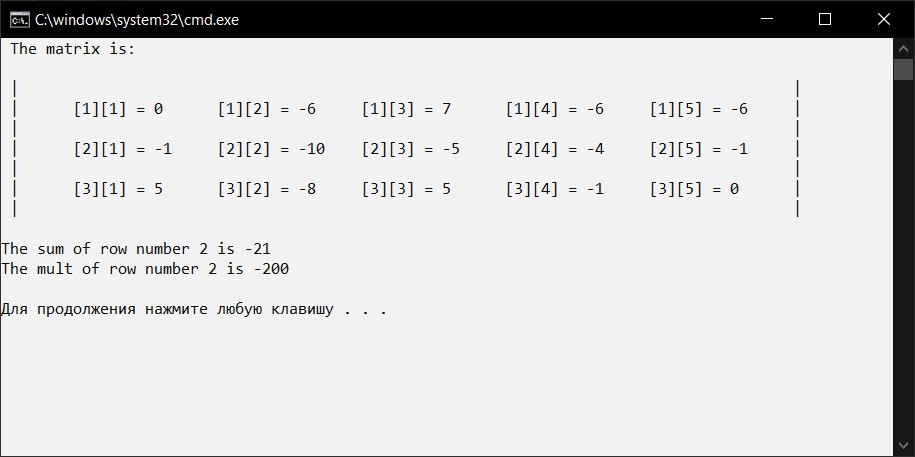 C:\windows\system32\cmd.exe
The matrix is:
[1][1] = 0 [1][2] = -6 [1][3] = 7 [1][4] = -6 [1][5] = -6
[2][1] = -1 [2][2] = -10 [2][3] = -5 [2][4] = -4 [2][5] = -1
[3][1] = 5 [3][2] = -8 [3][3] = 5 [3][4] = -1 [3][5] = 0
The sum of row number 2 is -21
The mult of row number 2 is -200
Для продолжения нажмите любую клавишу . . .